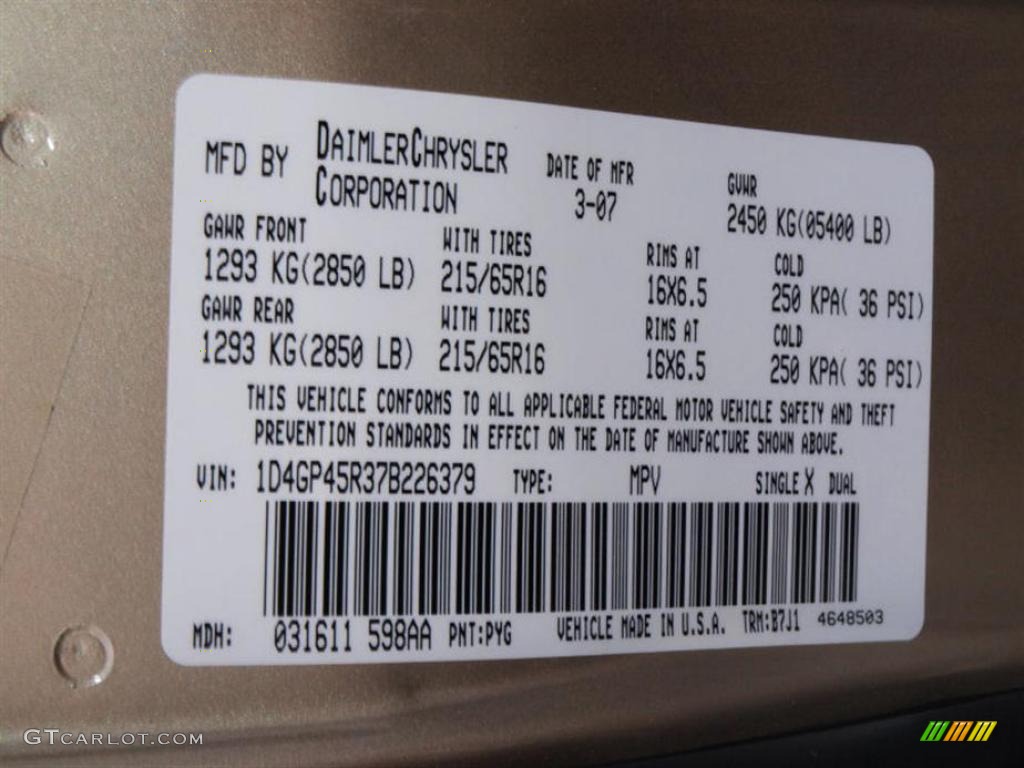 MFD BY DAIMLERCHRYSLER CORPORATION DATE OF MFR 3-07 GVWR 2450 KG(05400 LB)
GAWR FRONT WITH TIRES RIMS AT COLD
1293 KG(2850 LB) 215/65R16 16X6.5 250 KPA( 36 PSI)
GAWR REAR WITH TIRES RIMS AT COLD
1293 KG(2850 LB) 215/65R16 16X6.5 250 KPA( 36 PSI)
THIS VEHICLE CONFORMS TO ALL APPLICABLE FEDERAL MOTOR VEHICLE SAFETY AND THEFT
PREVENTION STANDARDS IN EFFECT ON THE DATE OF MANUFACTURE SHOWN ABOVE.
VIN: 1D4GP45R37B226379 TYPE: MPV SINGLE X DUAL
MDH: 031611 598AA PNT:PYG VEHICLE MADE IN U.S.A. TRM:B7J1 4648503
GTCARLOT.COM